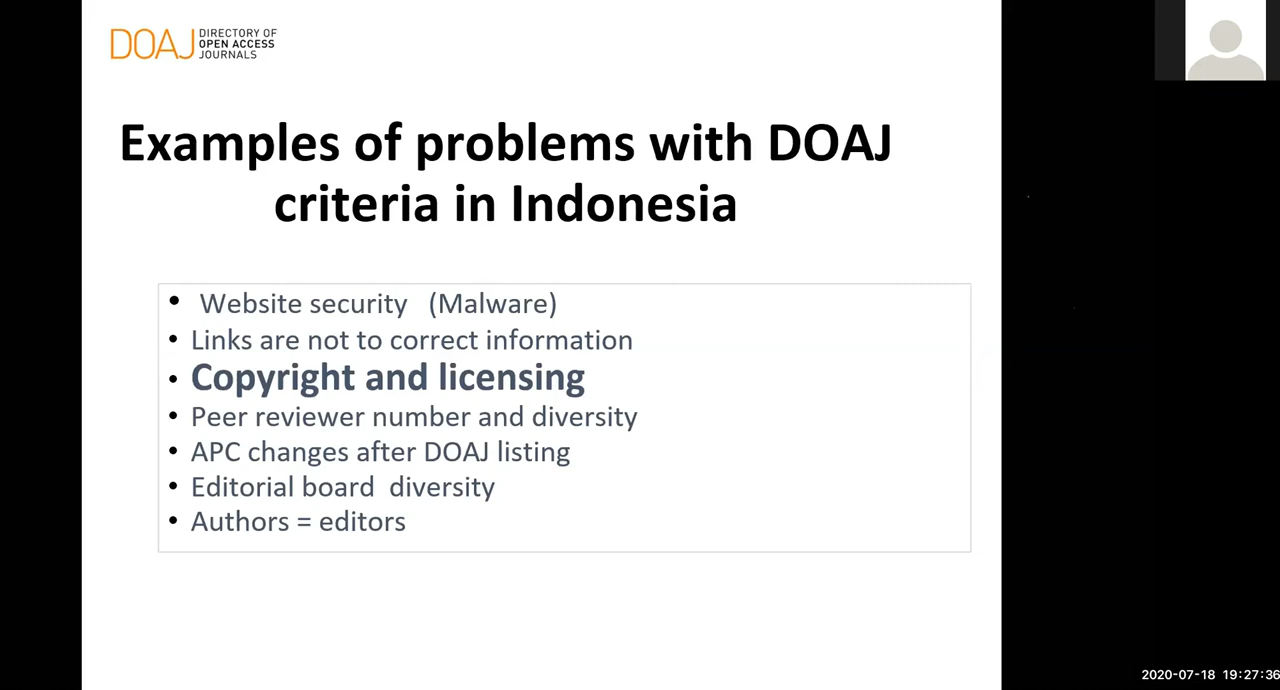 DOAJ DIRECTORY OF
OPEN ACCESS
JOURNALS
Examples of problems with DOAJ
criteria in Indonesia
• Website security (Malware)
• Links are not to correct information
• Copyright and licensing
• Peer reviewer number and diversity
• APC changes after DOAJ listing
• Editorial board diversity
• Authors = editors
2020-07-18 19:27:36